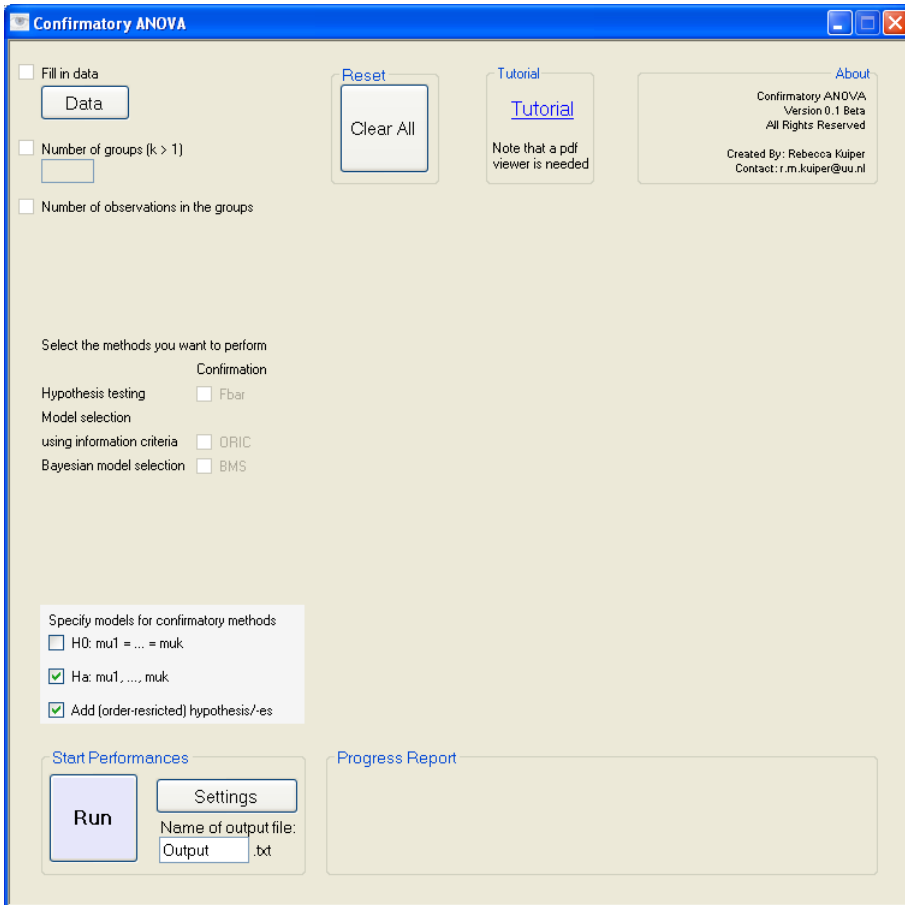 Confirmatory ANOVA
Fill in data
Data
Number of groups (k > 1)
Number of observations in the groups
Reset
Clear All
Tutorial
Tutorial
Note that a pdf
viewer is needed
About
Confirmatory ANOVA
Version 0.1 Beta
All Rights Reserved
Created By: Rebecca Kuiper
Contact: r.m.kuiper@uu.nl
Select the methods you want to perform
Confirmation
Hypothesis testing Fbar
Model selection
using information criteria ORIC
Bayesian model selection BMS
Specify models for confirmatory methods
H0: mu1 = ... = muk
Ha: mu1, ..., muk
Add (order-resricted) hypothesis/-es
Start Performances
Run
Settings
Name of output file:
Output .txt
Progress Report